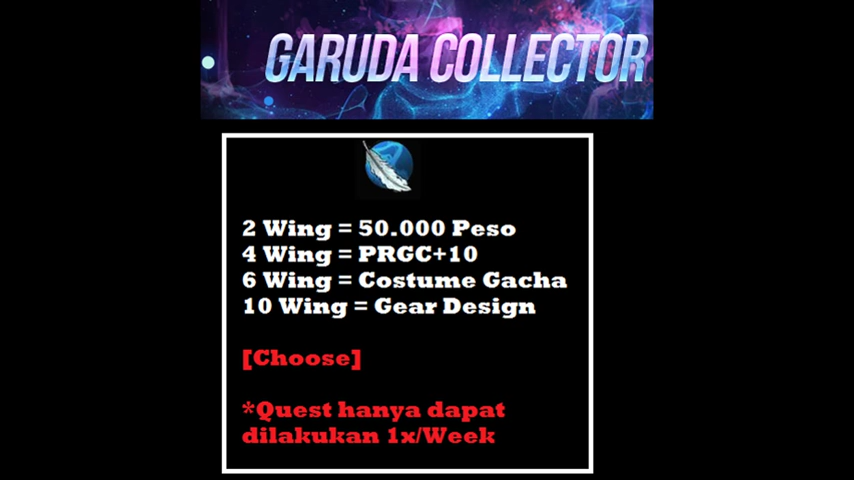 GARUDA COLLECTOR
2 Wing = 50.000 Peso
4 Wing = PRGC+10
6 Wing = Costume Gacha
10 Wing = Gear Design
[Choose]
*Quest hanya dapat
dilakukan 1x/Week